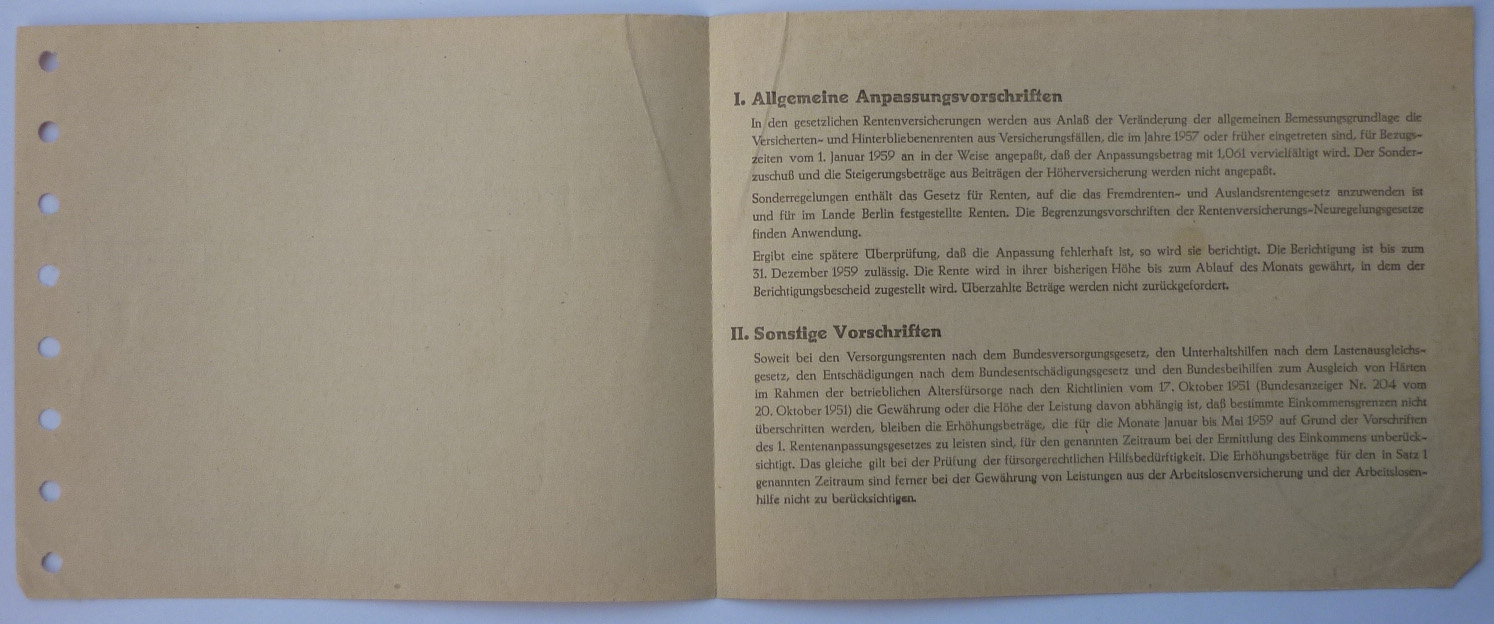 I. Allgemeine Anpassungsvorschriften
In den gesetzlichen Rentenversicherungen werden aus Anlaß der Veränderung der allgemeinen Bemessungsgrundlage die
Versicherten- und Hinterbliebenenrenten aus Versicherungsfällen, die im Jahre 1957 oder früher eingetreten sind, für Bezugs-
zeiten vom 1. Januar 1959 an in der Weise angepaßt, daß der Anpassungsbetrag mit 1,061 vervielfältigt wird. Der Sonder-
zuschuß und die Steigerungsbeträge aus Beiträgen der Höherversicherung werden nicht angepaßt.
Sonderregelungen enthält das Gesetz für Renten, auf die das Fremdrenten- und Auslandsrentengesetz anzuwenden ist
und für im Lande Berlin festgestellte Renten. Die Begrenzungsvorschriften der Rentenversicherungs-Neuregelungsgesetze
finden Anwendung.
Ergibt eine spätere Überprüfung, daß die Anpassung fehlerhaft ist, so wird sie berichtigt. Die Berichtigung ist bis zum
31. Dezember 1959 zulässig. Die Rente wird in ihrer bisherigen Höhe bis zum Ablauf des Monats gewährt, in dem der
Berichtigungsbescheid zugestellt wird. Überzahlte Beträge werden nicht zurückgefordert.
II. Sonstige Vorschriften
Soweit bei den Versorgungsrenten nach dem Bundesversorgungsgesetz, den Unterhaltshilfen nach dem Lastenausgleichs-
gesetz, den Entschädigungen nach dem Bundesentschädigungsgesetz und den Bundesbeihilfen zum Ausgleich von Härten
im Rahmen der betrieblichen Altersfürsorge nach den Richtlinien vom 17. Oktober 1951 (Bundesanzeiger Nr. 204 vom
20. Oktober 1951) die Gewährung oder die Höhe der Leistung davon abhängig ist, daß bestimmte Einkommensgrenzen nicht
überschritten werden, bleiben die Erhöhungsbeträge, die für die Monate Januar bis Mai 1959 auf Grund der Vorschriften
des 1. Rentenanpassungsgesetzes zu leisten sind, für den genannten Zeitraum bei der Ermittlung des Einkommens unberück-
sichtigt. Das gleiche gilt bei der Prüfung der fürsorgerechtlichen Hilfsbedürftigkeit. Die Erhöhungsbeträge für den in Satz 1
genannten Zeitraum sind ferner bei der Gewährung von Leistungen aus der Arbeitslosenversicherung und der Arbeitslosen-
hilfe nicht zu berücksichtigen.